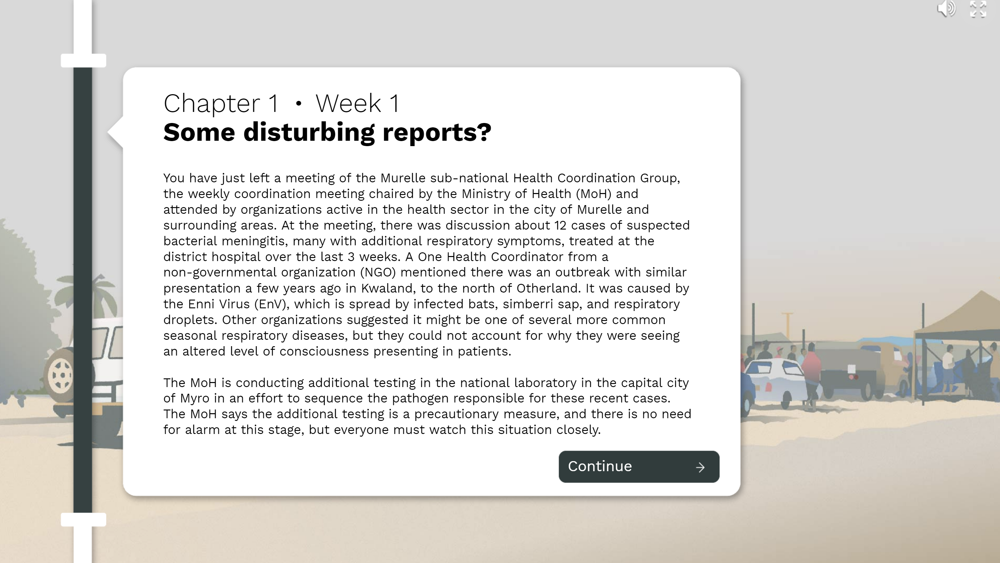 Chapter 1 • Week 1
Some disturbing reports?
You have just left a meeting of the Murelle sub-national Health Coordination Group,
the weekly coordination meeting chaired by the Ministry of Health (MoH) and
attended by organizations active in the health sector in the city of Murelle and
surrounding areas. At the meeting, there was discussion about 12 cases of suspected
bacterial meningitis, many with additional respiratory symptoms, treated at the
district hospital over the last 3 weeks. A One Health Coordinator from a
non-governmental organization (NGO) mentioned there was an outbreak with similar
presentation a few years ago in Kwaland, to the north of Otherland. It was caused by
the Enni Virus (EnV), which is spread by infected bats, simberri sap, and respiratory
droplets. Other organizations suggested it might be one of several more common
seasonal respiratory diseases, but they could not account for why they were seeing
an altered level of consciousness presenting in patients.
The MoH is conducting additional testing in the national laboratory in the capital city
of Myro in an effort to sequence the pathogen responsible for these recent cases.
The MoH says the additional testing is a precautionary measure, and there is no need
for alarm at this stage, but everyone must watch this situation closely.
Continue →